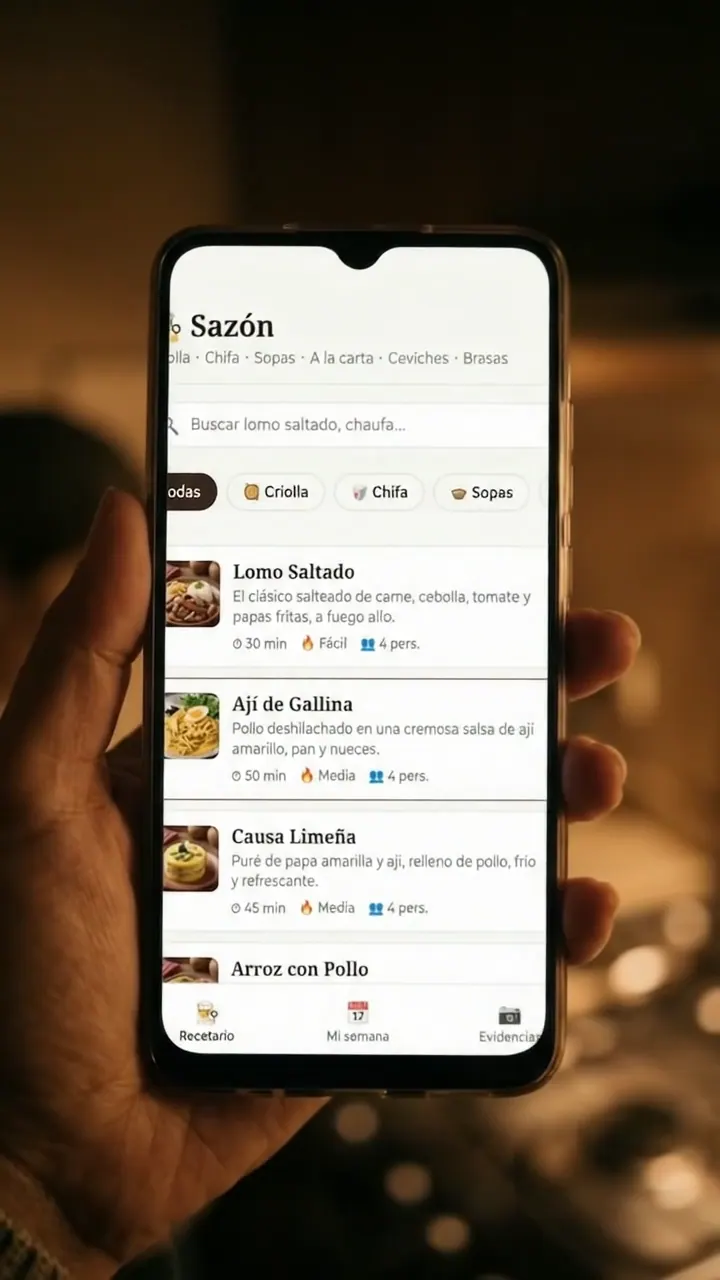 Sazón
olla · Chifa · Sopas · A la carta · Ceviches · Brasas
Buscar lomo saltado, chaufa...
odas
Criolla
Chifa
Sopas
Lomo Saltado
El clásico salteado de carne, cebolla, tomate y
papas fritas, a fuego allo.
30 min Fácil 4 pers.
Ají de Gallina
Pollo deshilachado en una cremosa salsa de ají
amarillo, pan y nueces.
50 min Media 4 pers.
Causa Limeña
Puré de papa amarilla y aji, relleno de pollo, frío
y refrescante.
45 min Media 4 pers.
Arroz con Pollo
17
Recetario
Mi semana
Evidencias